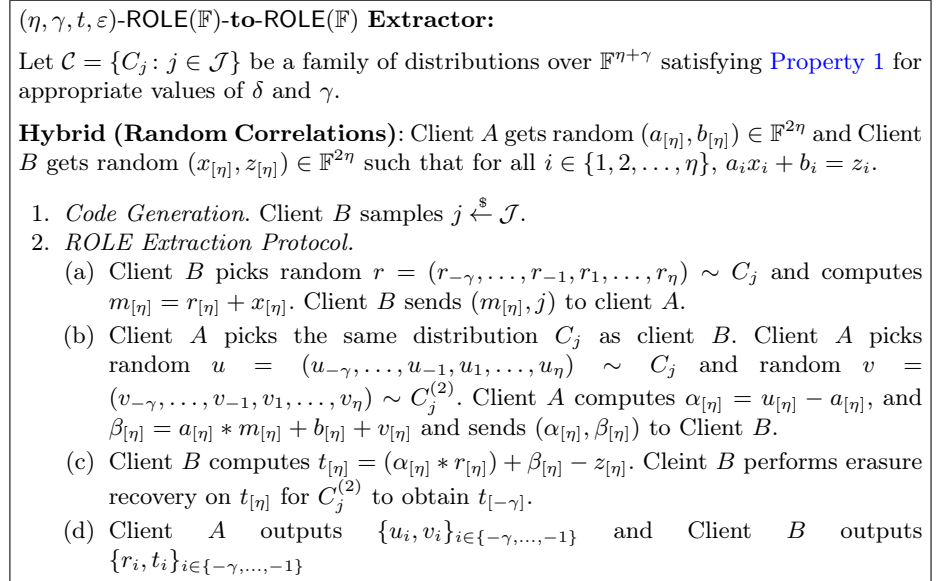 (η, γ, t, ε)-ROLE(𝔽)-to-ROLE(𝔽) Extractor:
Let 𝒞 = {C_j : j ∈ 𝒥} be a family of distributions over 𝔽^{η+γ} satisfying Property 1 for
appropriate values of δ and γ.
Hybrid (Random Correlations): Client A gets random (a_{[η]}, b_{[η]}) ∈ 𝔽^{2η} and Client
B gets random (x_{[η]}, z_{[η]}) ∈ 𝔽^{2η} such that for all i ∈ {1, 2, . . . , η}, a_i x_i + b_i = z_i.
1. Code Generation. Client B samples j ←$ 𝒥.
2. ROLE Extraction Protocol.
(a) Client B picks random r = (r_{−γ}, . . . , r_{−1}, r_1, . . . , r_η) ∼ C_j and computes
m_{[η]} = r_{[η]} + x_{[η]}. Client B sends (m_{[η]}, j) to client A.
(b) Client A picks the same distribution C_j as client B. Client A picks
random u = (u_{−γ}, . . . , u_{−1}, u_1, . . . , u_η) ∼ C_j and random v =
(v_{−γ}, . . . , v_{−1}, v_1, . . . , v_η) ∼ C_j^{(2)}. Client A computes α_{[η]} = u_{[η]} − a_{[η]}, and
β_{[η]} = a_{[η]} ∗ m_{[η]} + b_{[η]} + v_{[η]} and sends (α_{[η]}, β_{[η]}) to Client B.
(c) Client B computes t_{[η]} = (α_{[η]} ∗ r_{[η]}) + β_{[η]} − z_{[η]}. Cleint B performs erasure
recovery on t_{[η]} for C_j^{(2)} to obtain t_{[−γ]}.
(d) Client A outputs {u_i, v_i}_{i∈{−γ,...,−1}} and Client B outputs
{r_i, t_i}_{i∈{−γ,...,−1}}